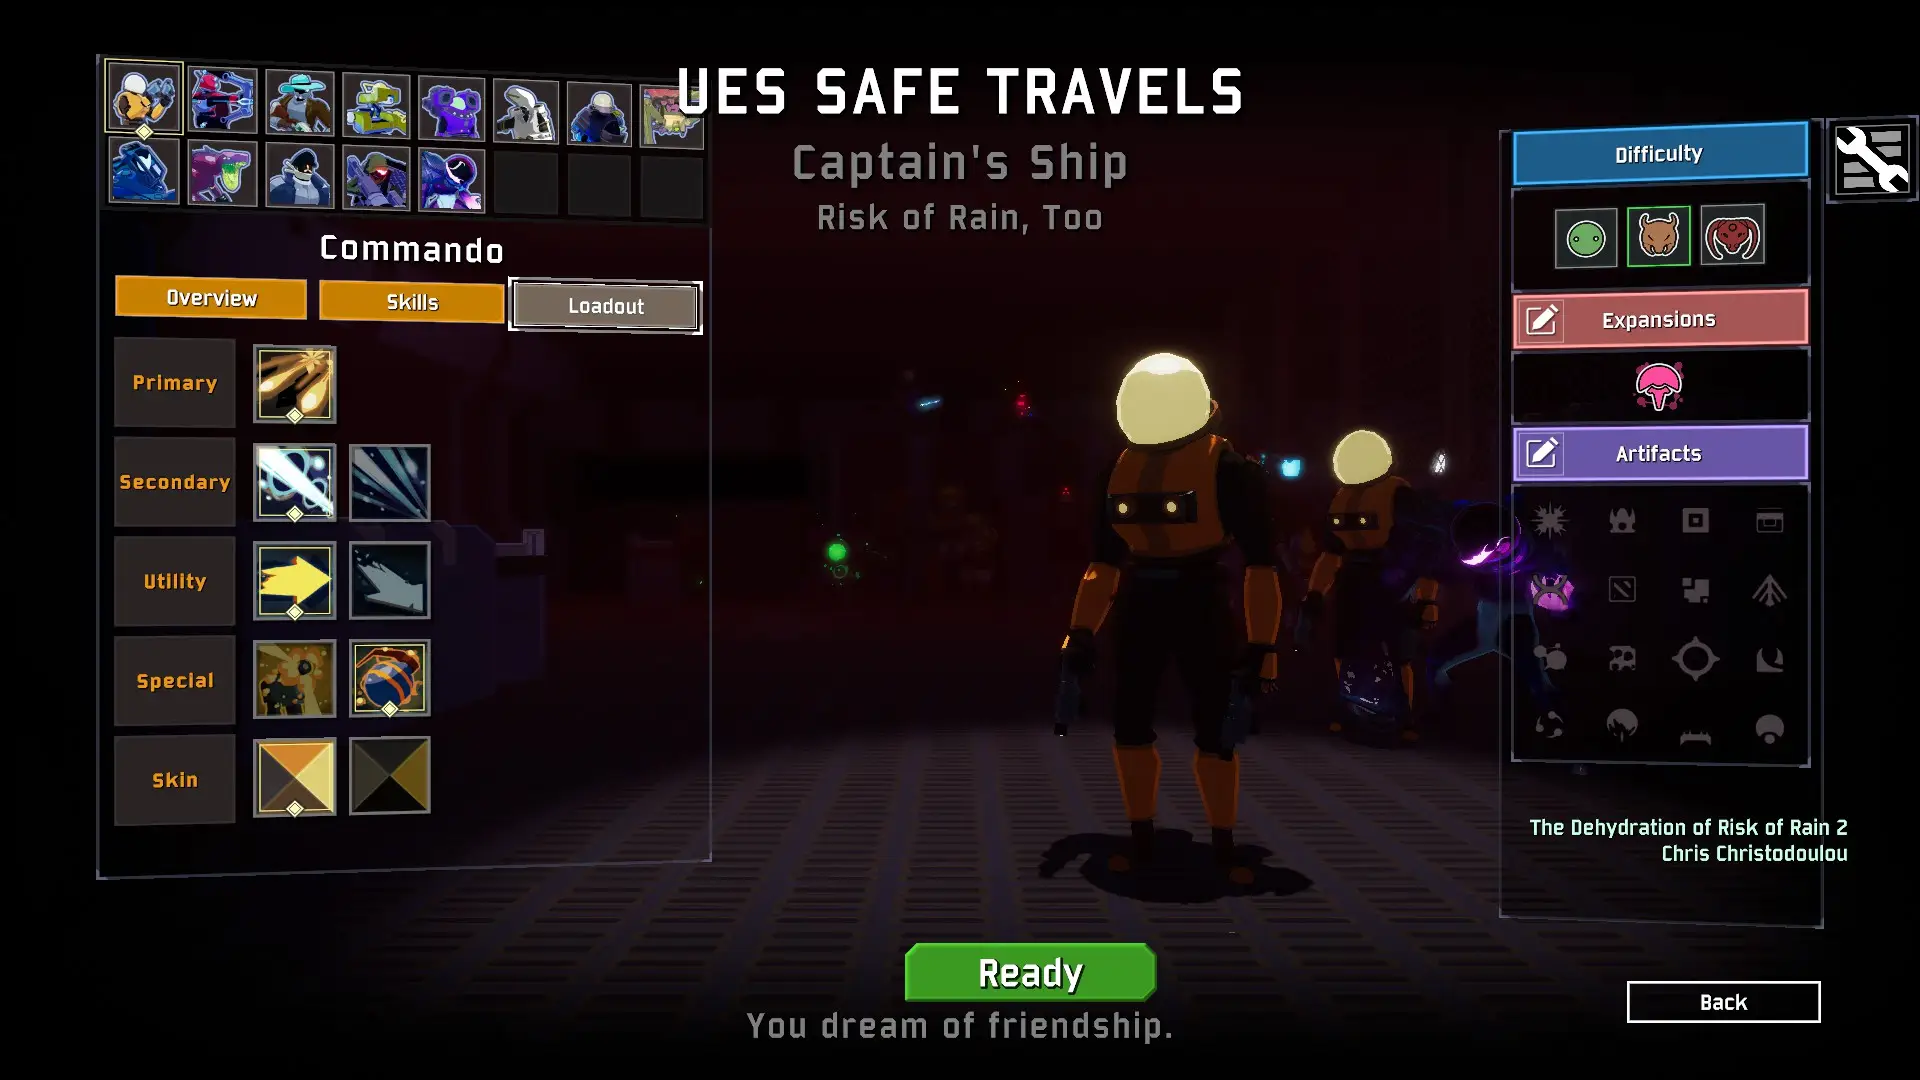 UES SAFE TRAVELS
Captain's Ship
Risk of Rain, Too
Commando
Overview
Skills
Loadout
Primary
Secondary
Utility
Special
Skin
Difficulty
Expansions
Artifacts
The Dehydration of Risk of Rain 2
Chris Christodoulou
Ready
You dream of friendship.
Back